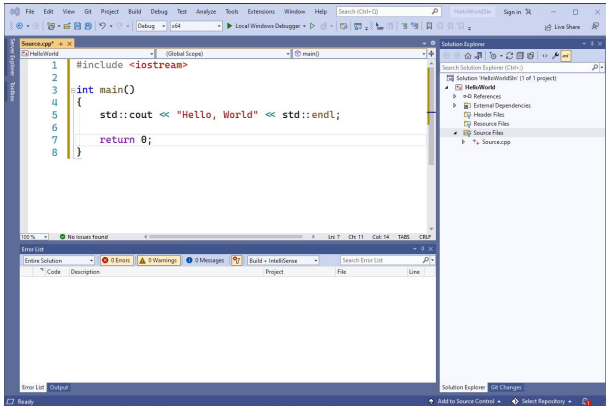 File Edit View Git Project Build Debug Test Analyze Tools Extensions Window Help Search (Ctrl+Q) HelloWorldSln Sign in
Debug x64 Local Windows Debugger Live Share
Server Explorer
Toolbox
Source.cpp*
HelloWorld (Global Scope) main()
1 #include <iostream>
2
3 int main()
4 {
5 std::cout << "Hello, World" << std::endl;
6
7 return 0;
8 }
100 % No issues found Ln: 7 Ch: 11 Col: 14 TABS CRLF
Error List
Entire Solution 0 Errors 0 Warnings 0 Messages Build + IntelliSense Search Error List
Code Description Project File Line
Error List Output
Solution Explorer
Search Solution Explorer (Ctrl+;)
Solution 'HelloWorldSln' (1 of 1 project)
HelloWorld
References
External Dependencies
Header Files
Resource Files
Source Files
Source.cpp
Solution Explorer Git Changes
Ready Add to Source Control Select Repository